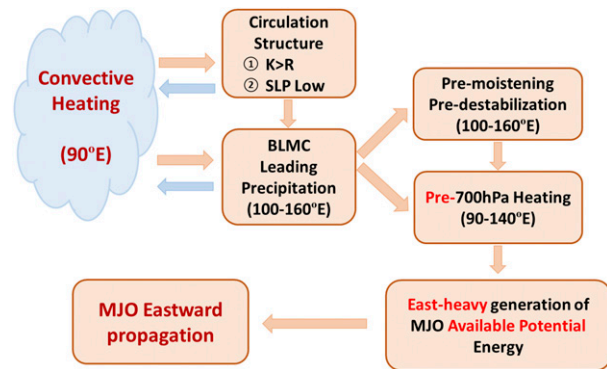 Convective
Heating
(90°E)
Circulation
Structure
① K>R
② SLP Low
BLMC
Leading
Precipitation
(100-160°E)
Pre-moistening
Pre-destabilization
(100-160°E)
Pre-700hPa Heating
(90-140°E)
East-heavy generation of
MJO Available Potential
Energy
MJO Eastward
propagation